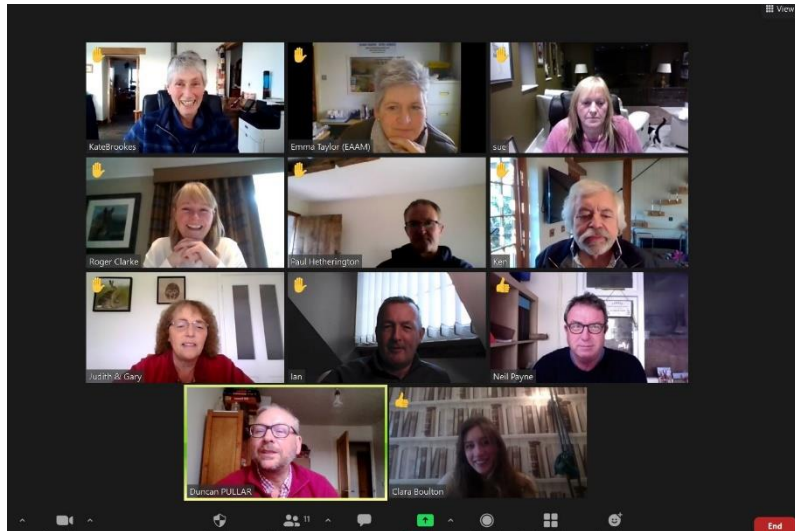 View
KateBrookes
Emma Taylor (EAAM)
sue
Roger Clarke
Paul Hetherington
Ken
Judith & Gary
Ian
Neil Payne
Duncan PULLAR
Clara Boulton
11
End